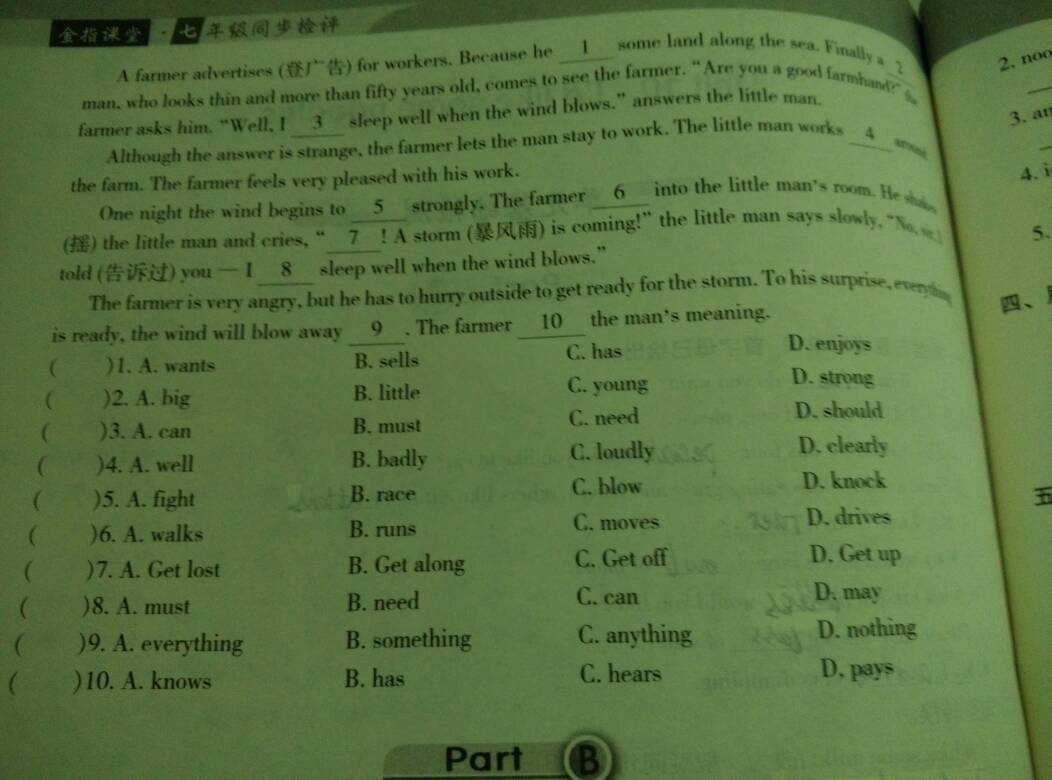 金指课堂·七年级同步检评
A farmer advertises (登广告) for workers. Because he 1 some land along the sea. Finally a 2
man, who looks thin and more than fifty years old, comes to see the farmer. “Are you a good farmhand?” the
farmer asks him. “Well, I 3 sleep well when the wind blows.” answers the little man.
Although the answer is strange, the farmer lets the man stay to work. The little man works 4 around
the farm. The farmer feels very pleased with his work.
One night the wind begins to 5 strongly. The farmer 6 into the little man's room. He shakes
(摇) the little man and cries, “ 7 ! A storm (暴风雨) is coming!” the little man says slowly, “No, sir. I
told (告诉过) you — I 8 sleep well when the wind blows.”
The farmer is very angry, but he has to hurry outside to get ready for the storm. To his surprise, everything
is ready, the wind will blow away 9 . The farmer 10 the man's meaning.
( )1. A. wants B. sells C. has D. enjoys
( )2. A. big B. little C. young D. strong
( )3. A. can B. must C. need D. should
( )4. A. well B. badly C. loudly D. clearly
( )5. A. fight B. race C. blow D. knock
( )6. A. walks B. runs C. moves D. drives
( )7. A. Get lost B. Get along C. Get off D. Get up
( )8. A. must B. need C. can D. may
( )9. A. everything B. something C. anything D. nothing
( )10. A. knows B. has C. hears D. pays
Part B
2. noo
3. an
4. i
5.
四、
五